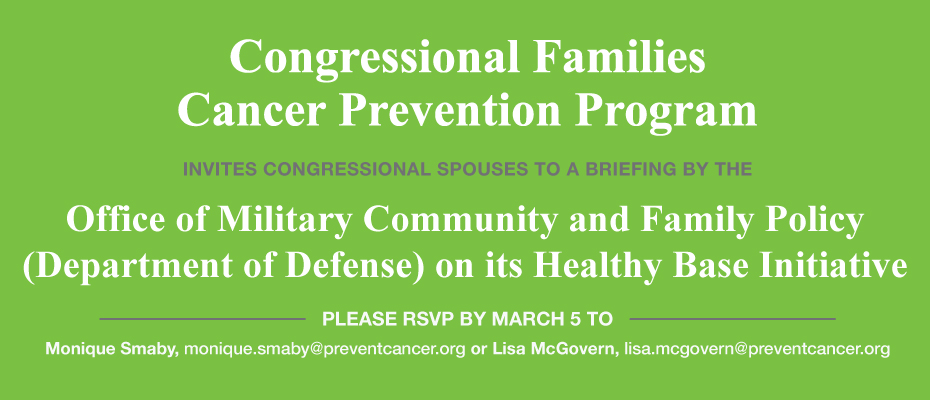 Congressional Families
Cancer Prevention Program
INVITES CONGRESSIONAL SPOUSES TO A BRIEFING BY THE
Office of Military Community and Family Policy
(Department of Defense) on its Healthy Base Initiative
PLEASE RSVP BY MARCH 5 TO
Monique Smaby, monique.smaby@preventcancer.org or Lisa McGovern, lisa.mcgovern@preventcancer.org